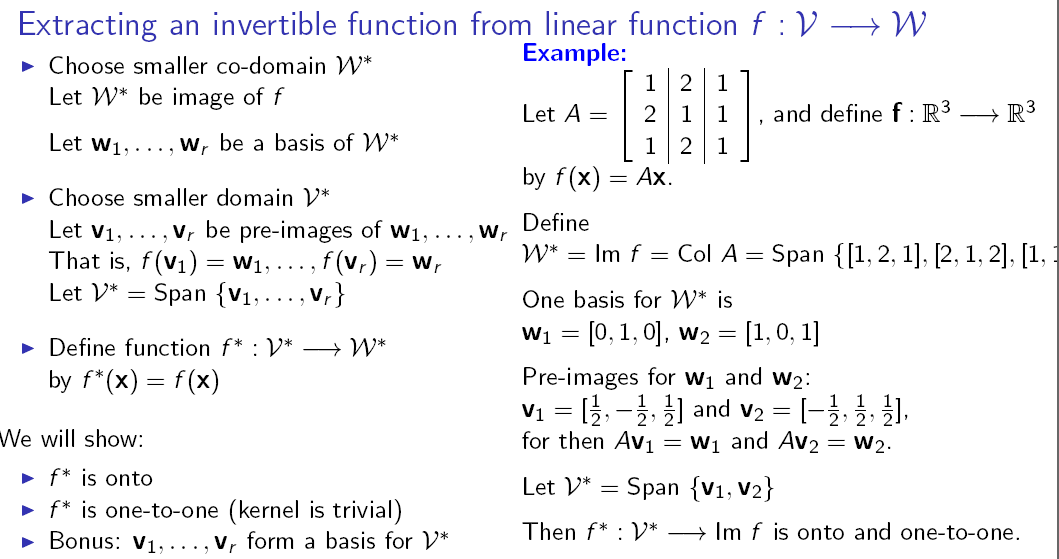 Extracting an invertible function from linear function f : 𝒱 ⟶ 𝒲
▶ Choose smaller co-domain 𝒲*
Let 𝒲* be image of f
Let w₁, . . . , wᵣ be a basis of 𝒲*
▶ Choose smaller domain 𝒱*
Let v₁, . . . , vᵣ be pre-images of w₁, . . . , wᵣ
That is, f(v₁) = w₁, . . . , f(vᵣ) = wᵣ
Let 𝒱* = Span {v₁, . . . , vᵣ}
▶ Define function f* : 𝒱* ⟶ 𝒲*
by f*(x) = f(x)
We will show:
▶ f* is onto
▶ f* is one-to-one (kernel is trivial)
▶ Bonus: v₁, . . . , vᵣ form a basis for 𝒱*
Example:
1 | 2 | 1
Let A = [ 2 | 1 | 1 ], and define f : ℝ³ ⟶ ℝ³
1 | 2 | 1
by f(x) = Ax.
Define
𝒲* = Im f = Col A = Span {[1, 2, 1], [2, 1, 2], [1,
One basis for 𝒲* is
w₁ = [0, 1, 0], w₂ = [1, 0, 1]
Pre-images for w₁ and w₂:
v₁ = [½, −½, ½] and v₂ = [−½, ½, ½],
for then Av₁ = w₁ and Av₂ = w₂.
Let 𝒱* = Span {v₁, v₂}
Then f* : 𝒱* ⟶ Im f is onto and one-to-one.